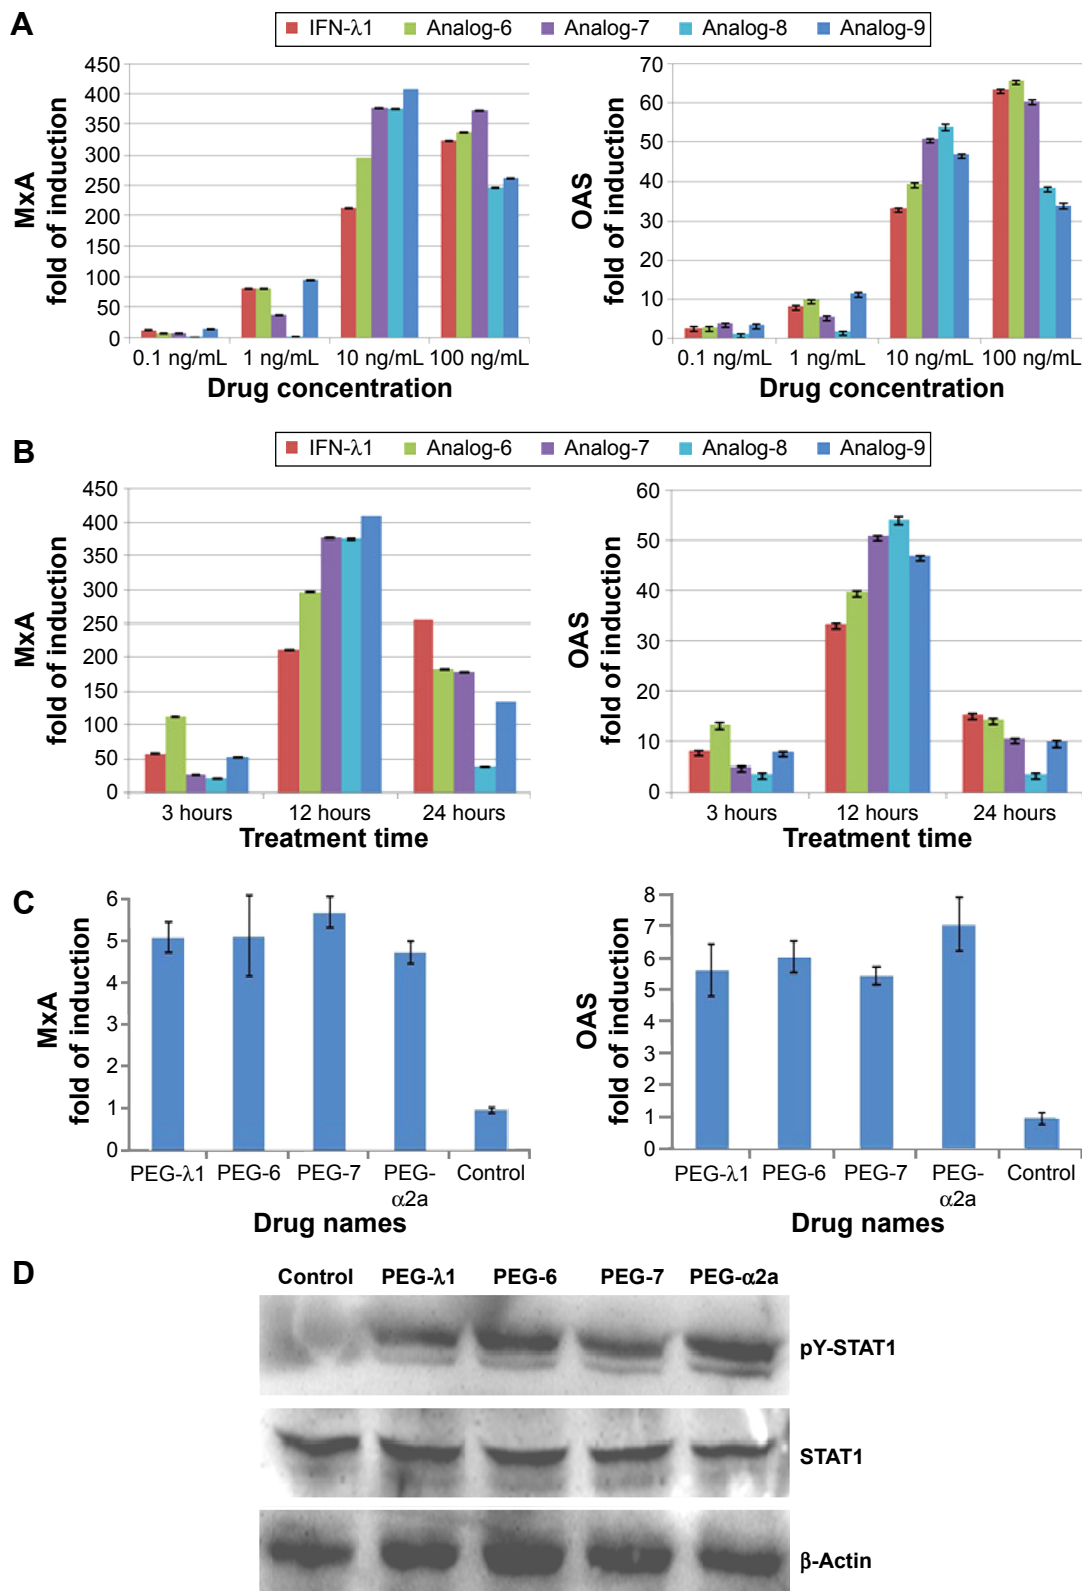 A
IFN-λ1 Analog-6 Analog-7 Analog-8 Analog-9
MxA
fold of induction
450
400
350
300
250
200
150
100
50
0
0.1 ng/mL 1 ng/mL 10 ng/mL 100 ng/mL
Drug concentration
OAS
fold of induction
70
60
50
40
30
20
10
0
0.1 ng/mL 1 ng/mL 10 ng/mL 100 ng/mL
Drug concentration
B
IFN-λ1 Analog-6 Analog-7 Analog-8 Analog-9
MxA
fold of induction
450
400
350
300
250
200
150
100
50
0
3 hours 12 hours 24 hours
Treatment time
OAS
fold of induction
60
50
40
30
20
10
0
3 hours 12 hours 24 hours
Treatment time
C
MxA
fold of induction
6
5
4
3
2
1
0
PEG-λ1 PEG-6 PEG-7 PEG- Control
α2a
Drug names
OAS
fold of induction
8
7
6
5
4
3
2
1
0
PEG-λ1 PEG-6 PEG-7 PEG- Control
α2a
Drug names
D
Control PEG-λ1 PEG-6 PEG-7 PEG-α2a
pY-STAT1
STAT1
β-Actin